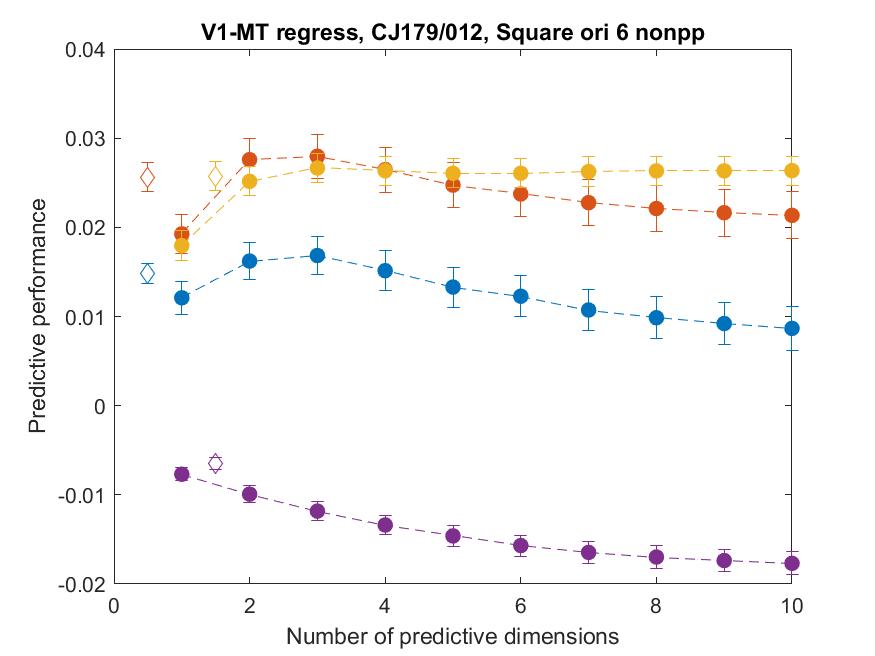 V1-MT regress, CJ179/012, Square ori 6 nonpp
0.04
0.03
0.02
0.01
0
-0.01
-0.02
Predictive performance
0 2 4 6 8 10
Number of predictive dimensions